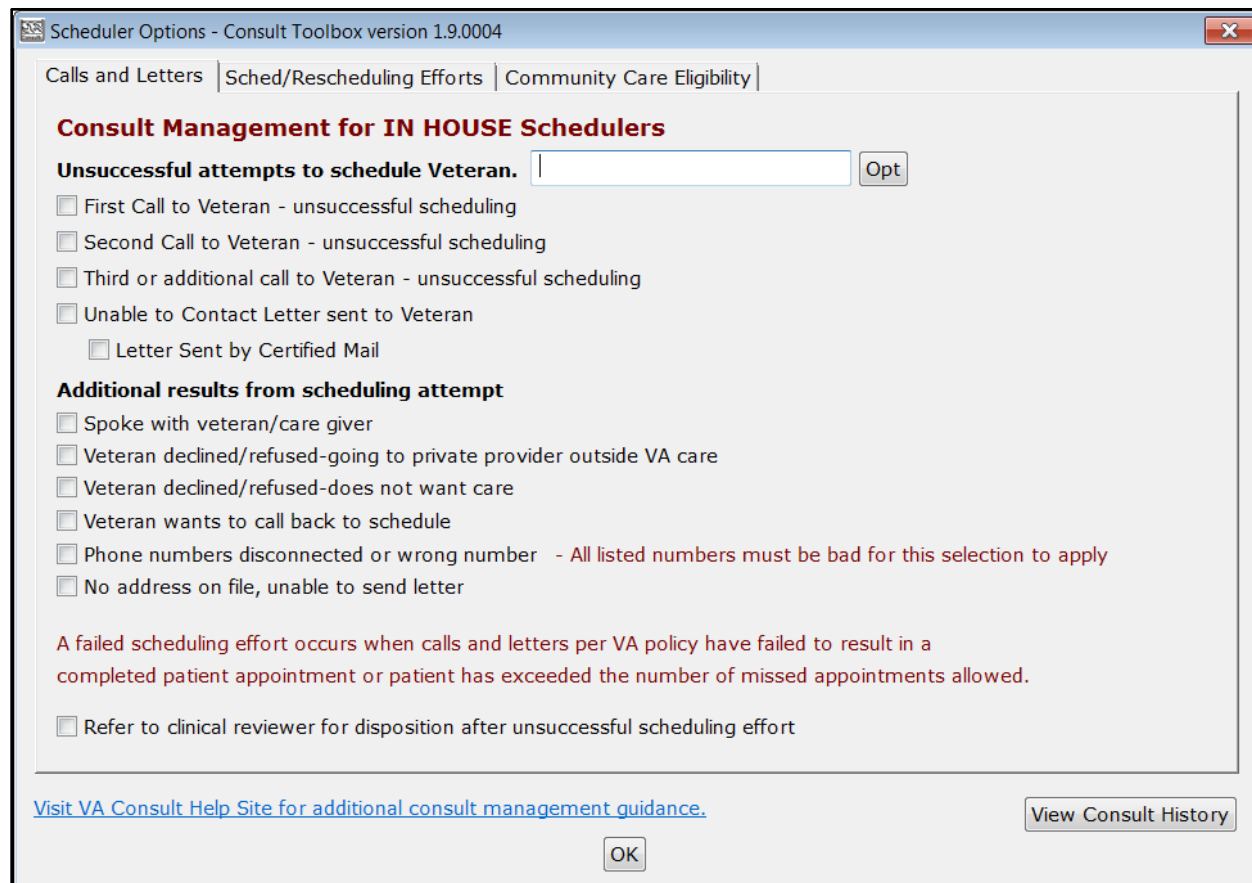 Scheduler Options - Consult Toolbox version 1.9.0004
Calls and Letters Sched/Rescheduling Efforts Community Care Eligibility
Consult Management for IN HOUSE Schedulers
Unsuccessful attempts to schedule Veteran. Opt
First Call to Veteran - unsuccessful scheduling
Second Call to Veteran - unsuccessful scheduling
Third or additional call to Veteran - unsuccessful scheduling
Unable to Contact Letter sent to Veteran
Letter Sent by Certified Mail
Additional results from scheduling attempt
Spoke with veteran/care giver
Veteran declined/refused-going to private provider outside VA care
Veteran declined/refused-does not want care
Veteran wants to call back to schedule
Phone numbers disconnected or wrong number - All listed numbers must be bad for this selection to apply
No address on file, unable to send letter
A failed scheduling effort occurs when calls and letters per VA policy have failed to result in a
completed patient appointment or patient has exceeded the number of missed appointments allowed.
Refer to clinical reviewer for disposition after unsuccessful scheduling effort
Visit VA Consult Help Site for additional consult management guidance.
View Consult History
OK